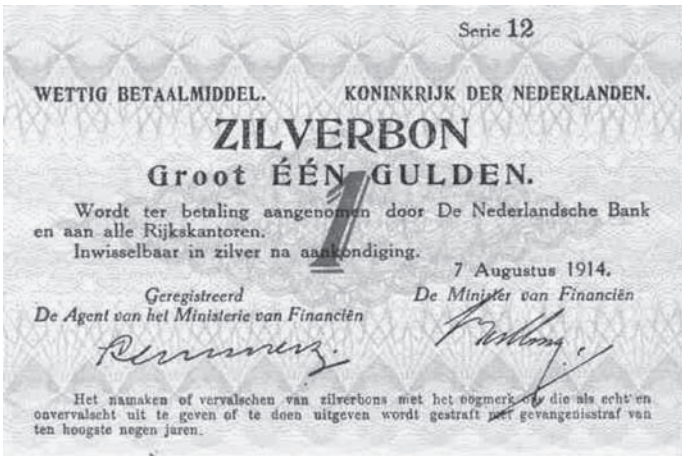 Serie 12
WETTIG BETAALMIDDEL. KONINKRIJK DER NEDERLANDEN.
ZILVERBON
Groot ÉÉN GULDEN.
1
Wordt ter betaling aangenomen door De Nederlandsche Bank
en aan alle Rijkskantoren.
Inwisselbaar in zilver na aankondiging.
7 Augustus 1914.
Geregistreerd
De Agent van het Ministerie van Financiën
De Minister van Financiën
Het namaken of vervalschen van zilverbons met het oogmerk om die als echt en
onvervalscht uit te geven of te doen uitgeven wordt gestraft met gevangenisstraf van
ten hoogste negen jaren.